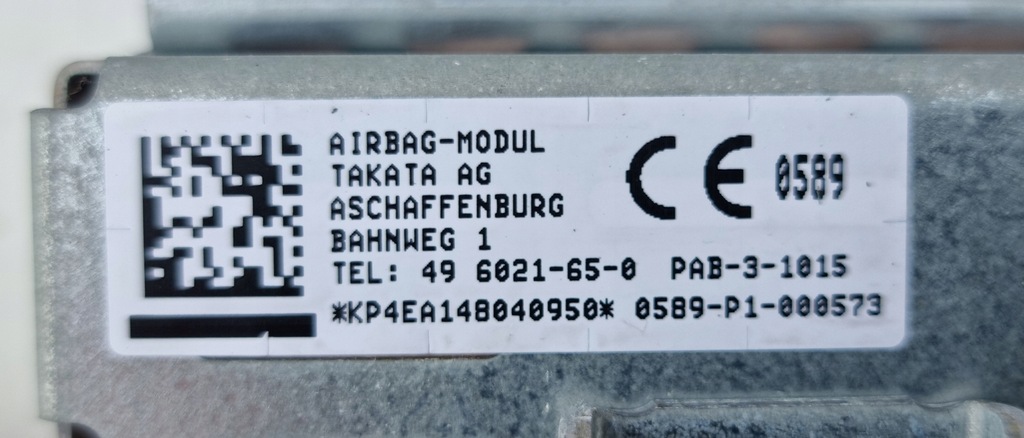 AIRBAG-MODUL
TAKATA AG
ASCHAFFENBURG
BAHNWEG 1
TEL: 49 6021-65-0 PAB-3-1015
*KP4EA148040950* 0589-P1-000573
CE 0589